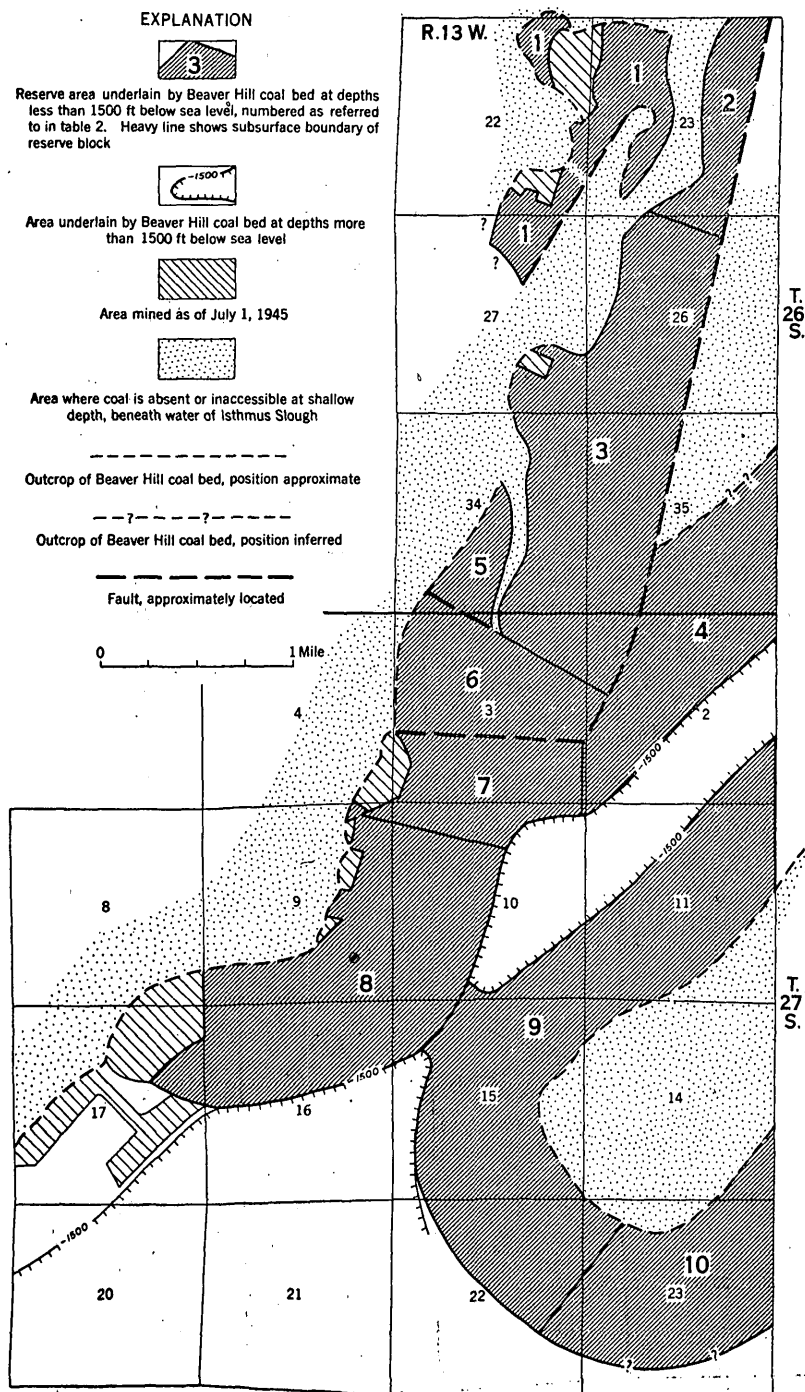 EXPLANATION
3
Reserve area underlain by Beaver Hill coal bed at depths
less than 1500 ft below sea level, numbered as referred
to in table 2. Heavy line shows subsurface boundary of
reserve block
-1500
Area underlain by Beaver Hill coal bed at depths more
than 1500 ft below sea level
Area mined as of July 1, 1945
Area where coal is absent or inaccessible at shallow
depth, beneath water of Isthmus Slough
Outcrop of Beaver Hill coal bed, position approximate
?
?
Outcrop of Beaver Hill coal bed, position inferred
Fault, approximately located
0 1 Mile
R.13 W.
1
1
2
22
23
?
1
?
27
26
T.
26
S.
3
34
35
? ?
5
4
6
3
4
2
-1500
7
-1500
8
9
10
11
8
T.
27
S.
9
-1500
17
16
15
14
-1500
20
21
22
10
23
?
?